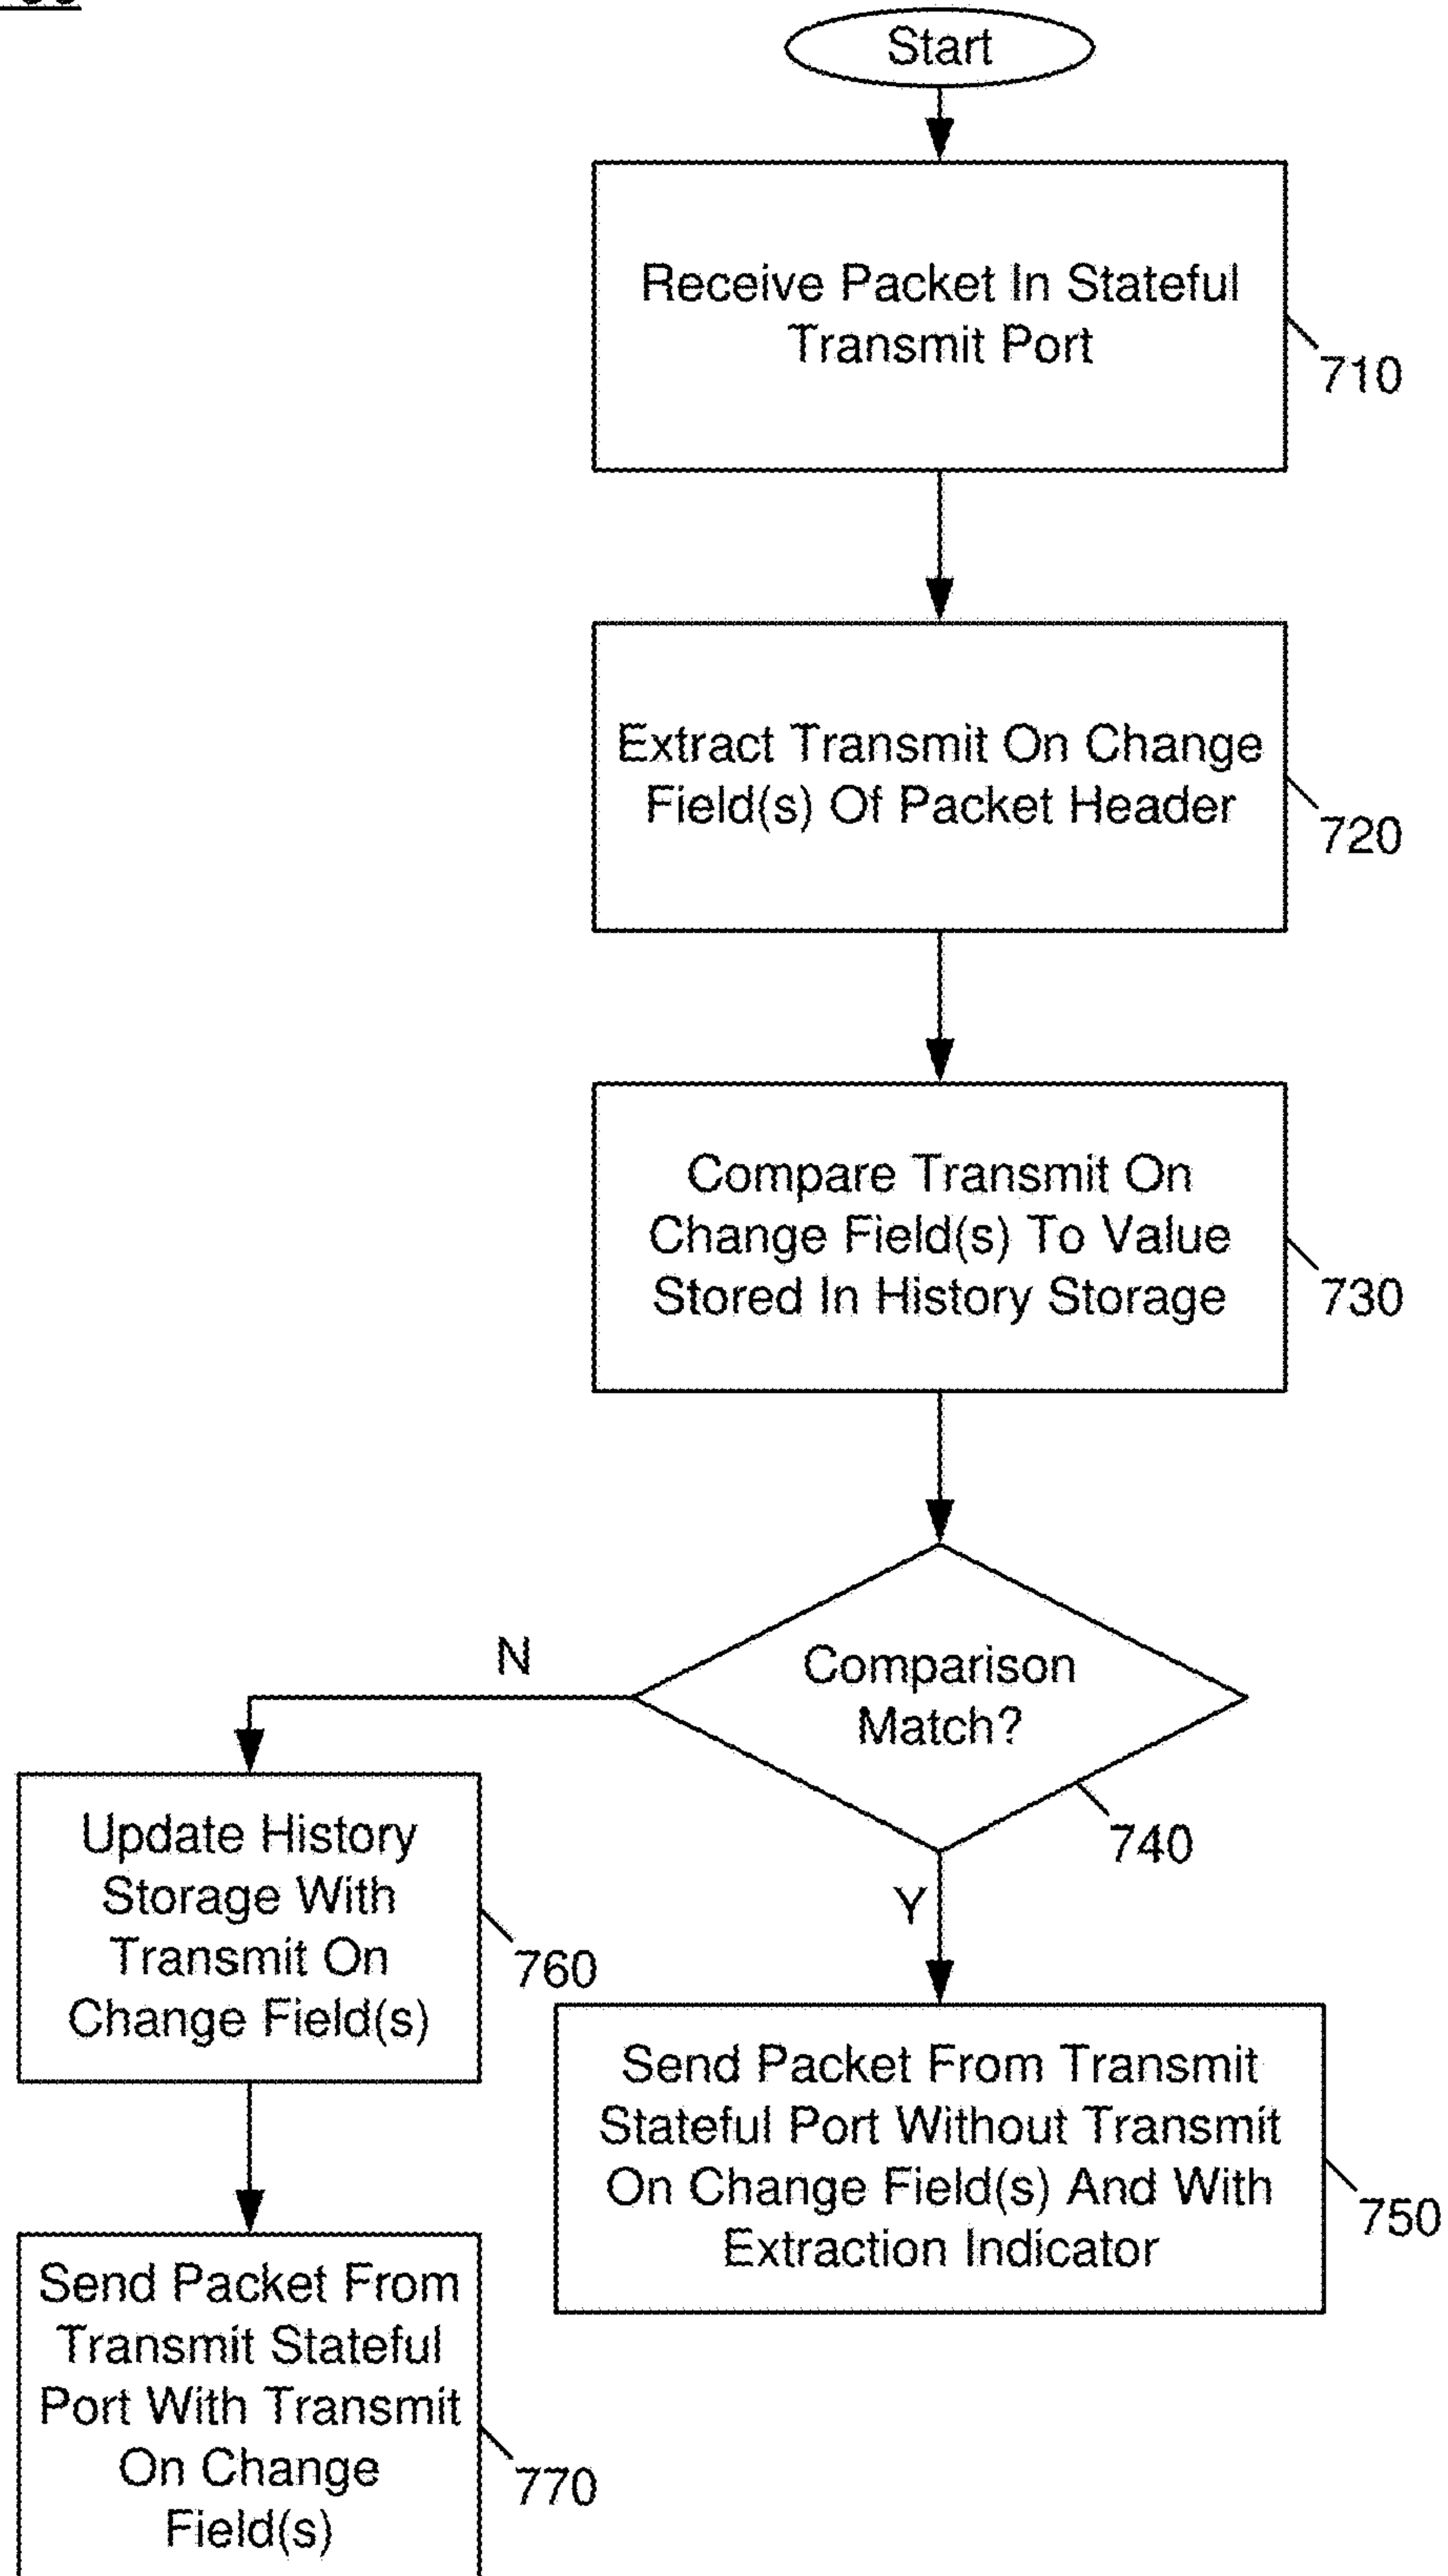 Start
Receive Packet In Stateful
Transmit Port
710
Extract Transmit On Change
Field(s) Of Packet Header
720
Compare Transmit On
Change Field(s) To Value
Stored In History Storage
730
Comparison
Match?
740
N
Y
Update History
Storage With
Transmit On
Change Field(s)
760
Send Packet From Transmit
Stateful Port Without Transmit
On Change Field(s) And With
Extraction Indicator
750
Send Packet From
Transmit Stateful
Port With Transmit
On Change
Field(s)
770